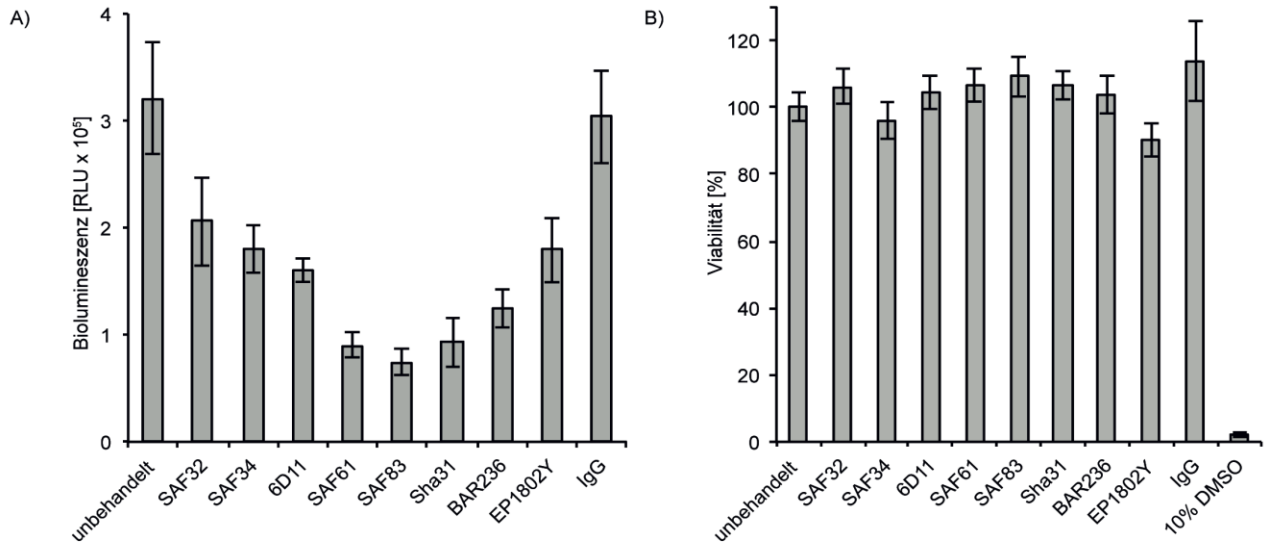 A)
Biolumineszenz [RLU x 10⁵]
4
3
2
1
0
unbehandelt
SAF32
SAF34
6D11
SAF61
SAF83
Sha31
BAR236
EP1802Y
IgG
B)
Viabilität [%]
120
100
80
60
40
20
0
unbehandelt
SAF32
SAF34
6D11
SAF61
SAF83
Sha31
BAR236
EP1802Y
IgG
10% DMSO